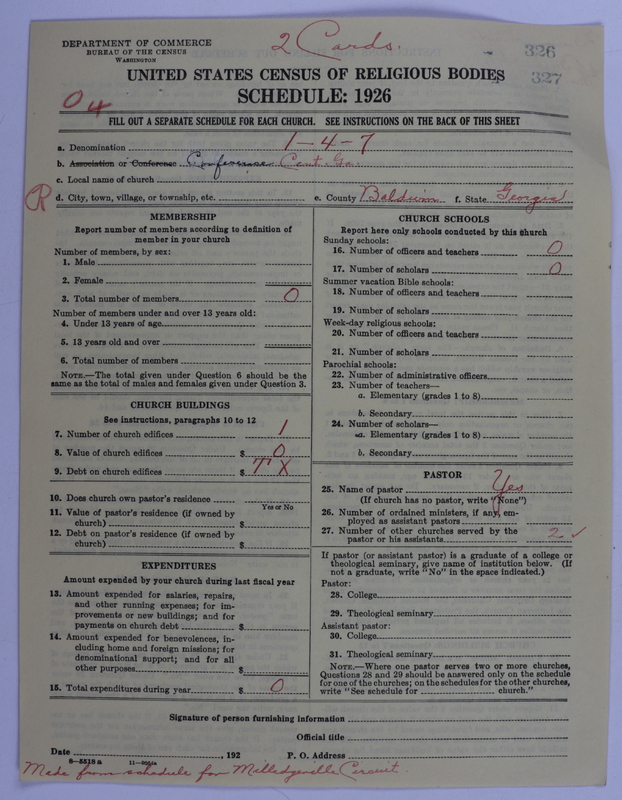 DEPARTMENT OF COMMERCE
BUREAU OF THE CENSUS
WASHINGTON
2 Cards.
326
327
UNITED STATES CENSUS OF RELIGIOUS BODIES
SCHEDULE: 1926
04
FILL OUT A SEPARATE SCHEDULE FOR EACH CHURCH. SEE INSTRUCTIONS ON THE BACK OF THIS SHEET
a. Denomination 1-4-7
b. Association or Conference Conference Cent. Ga.
c. Local name of church
R
d. City, town, village, or township, etc. e. County Baldwin f. State Georgia
MEMBERSHIP
Report number of members according to definition of
member in your church
Number of members, by sex:
1. Male
2. Female
3. Total number of members 0
Number of members under and over 13 years old:
4. Under 13 years of age
5. 13 years old and over
6. Total number of members
NOTE.—The total given under Question 6 should be the
same as the total of males and females given under Question 3.
CHURCH BUILDINGS
See instructions, paragraphs 10 to 12
7. Number of church edifices 1
8. Value of church edifices $ 0
9. Debt on church edifices $ T X
10. Does church own pastor's residence
Yes or No
11. Value of pastor's residence (if owned by
church) $
12. Debt on pastor's residence (if owned by
church) $
EXPENDITURES
Amount expended by your church during last fiscal year
13. Amount expended for salaries, repairs,
and other running expenses; for im-
provements or new buildings; and for
payments on church debt $
14. Amount expended for benevolences, in-
cluding home and foreign missions; for
denominational support; and for all
other purposes $
15. Total expenditures during year $ 0
CHURCH SCHOOLS
Report here only schools conducted by this church
Sunday schools:
16. Number of officers and teachers 0
17. Number of scholars 0
Summer vacation Bible schools:
18. Number of officers and teachers
19. Number of scholars
Week-day religious schools:
20. Number of officers and teachers
21. Number of scholars
Parochial schools:
22. Number of administrative officers
23. Number of teachers—
a. Elementary (grades 1 to 8)
b. Secondary
24. Number of scholars—
a. Elementary (grades 1 to 8)
b. Secondary
PASTOR
25. Name of pastor Yes
(If church has no pastor, write "None")
26. Number of ordained ministers, if any, em-
ployed as assistant pastors
27. Number of other churches served by the
pastor or his assistants 2 ✓
If pastor (or assistant pastor) is a graduate of a college or
theological seminary, give name of institution below. (If
not a graduate, write "No" in the space indicated.)
Pastor:
28. College
29. Theological seminary
Assistant pastor:
30. College
31. Theological seminary
NOTE.—Where one pastor serves two or more churches,
Questions 28 and 29 should be answered only on the schedule
for one of the churches; on the schedules for the other churches,
write "See schedule for church."
Signature of person furnishing information
Official title
Date , 192 P. O. Address
8-5518 a
Made from schedule for Milledgeville Circuit.